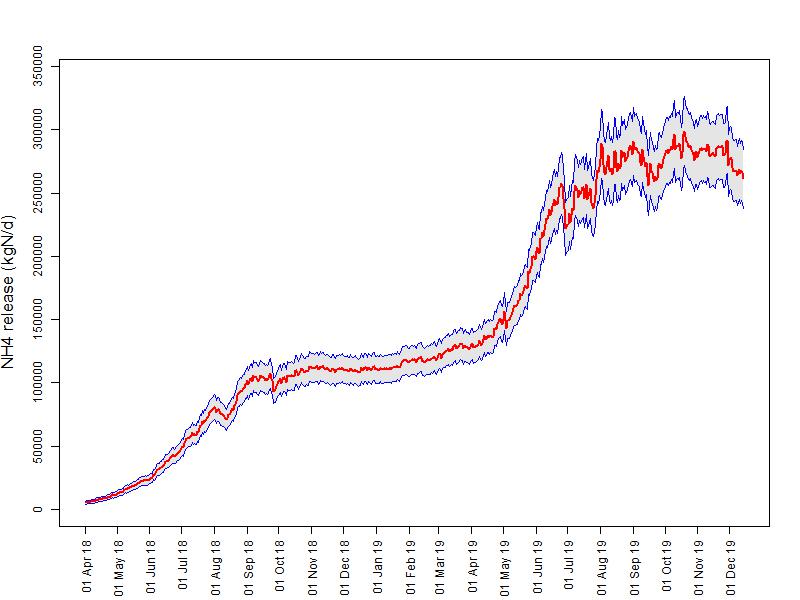 NH4 release (kgN/d)
350000
300000
250000
200000
150000
100000
50000
0
01 Apr 18
01 May 18
01 Jun 18
01 Jul 18
01 Aug 18
01 Sep 18
01 Oct 18
01 Nov 18
01 Dec 18
01 Jan 19
01 Feb 19
01 Mar 19
01 Apr 19
01 May 19
01 Jun 19
01 Jul 19
01 Aug 19
01 Sep 19
01 Oct 19
01 Nov 19
01 Dec 19